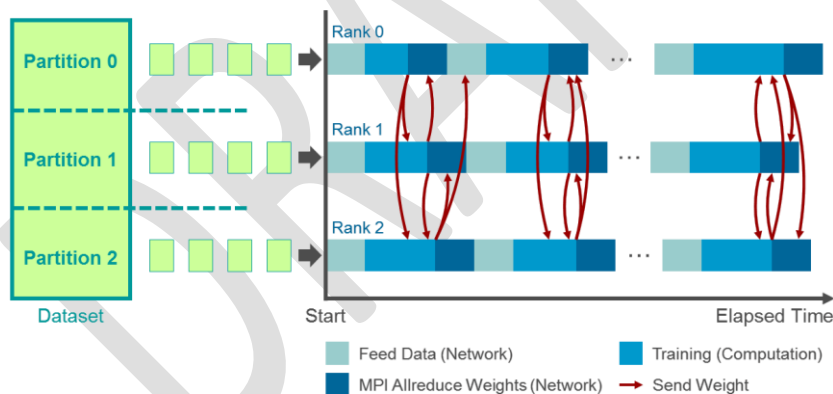 Rank 0
Partition 0
...
Rank 1
Partition 1
...
Rank 2
Partition 2
...
Dataset
Start
Elapsed Time
Feed Data (Network)
Training (Computation)
MPI Allreduce Weights (Network)
Send Weight
DRAFT